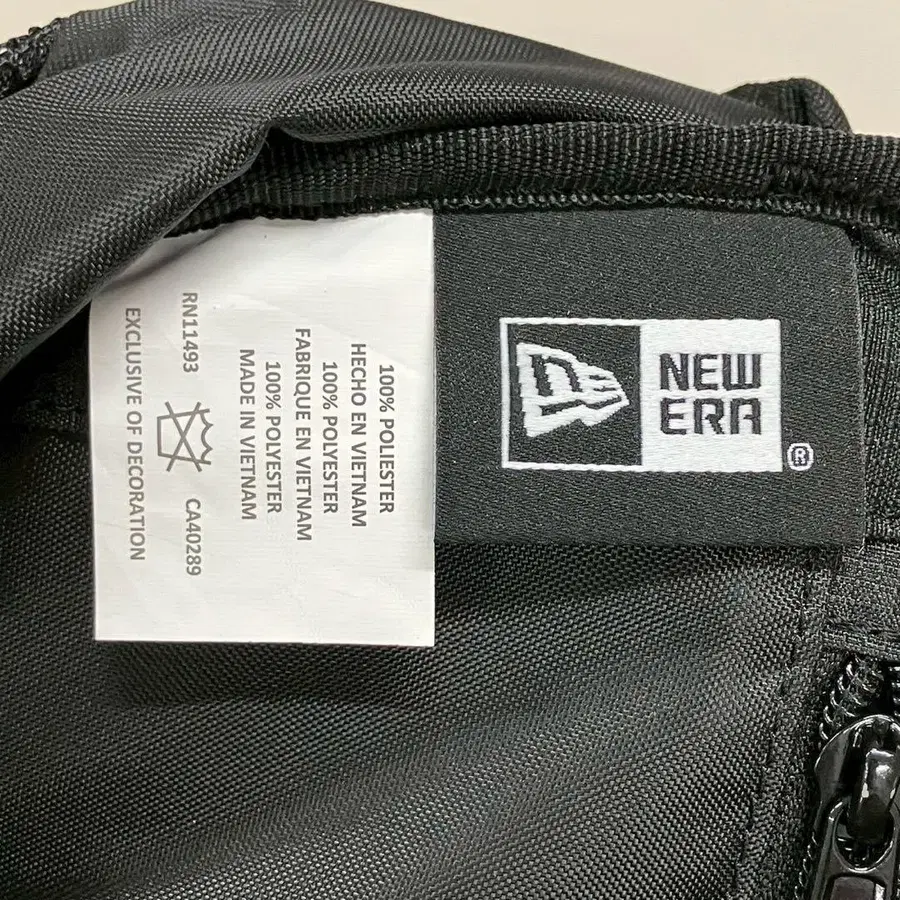 100% POLIESTER
HECHO EN VIETNAM
100% POLYESTER
FABRIQUE EN VIETNAM
100% POLYESTER
MADE IN VIETNAM
RN11493 CA40289
EXCLUSIVE OF DECORATION
NEW
ERA
®